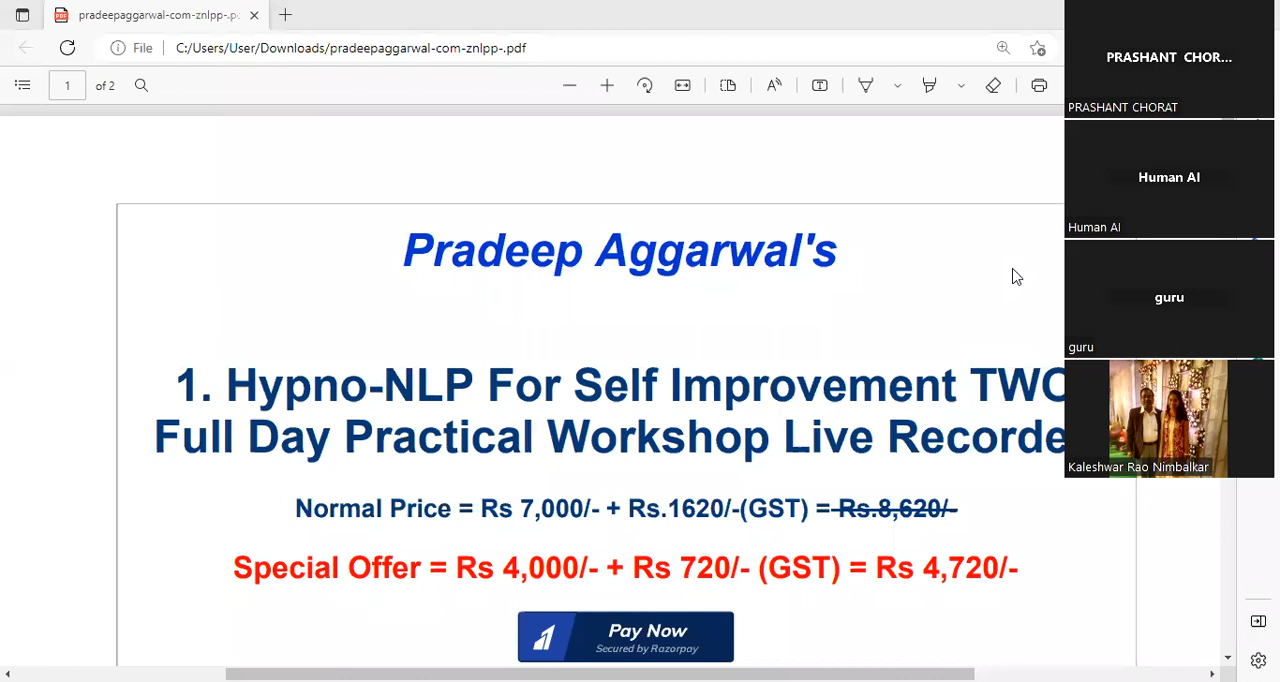 pradeepaggarwal-com-znlpp-.p
File
C:/Users/User/Downloads/pradeepaggarwal-com-znlpp-.pdf
1 of 2
Pradeep Aggarwal's
1. Hypno-NLP For Self Improvement TWO
Full Day Practical Workshop Live Recorde
Normal Price = Rs 7,000/- + Rs.1620/-(GST) = Rs.8,620/-
Special Offer = Rs 4,000/- + Rs 720/- (GST) = Rs 4,720/-
Pay Now
Secured by Razorpay
PRASHANT CHOR...
PRASHANT CHORAT
Human AI
Human AI
guru
guru
Kaleshwar Rao Nimbalkar